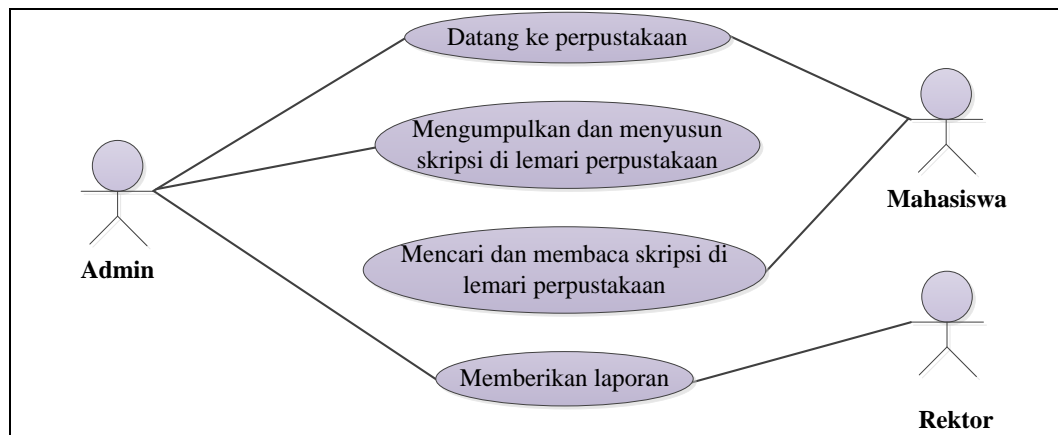 Datang ke perpustakaan
Mengumpulkan dan menyusun
skripsi di lemari perpustakaan
Mahasiswa
Admin
Mencari dan membaca skripsi di
lemari perpustakaan
Memberikan laporan
Rektor